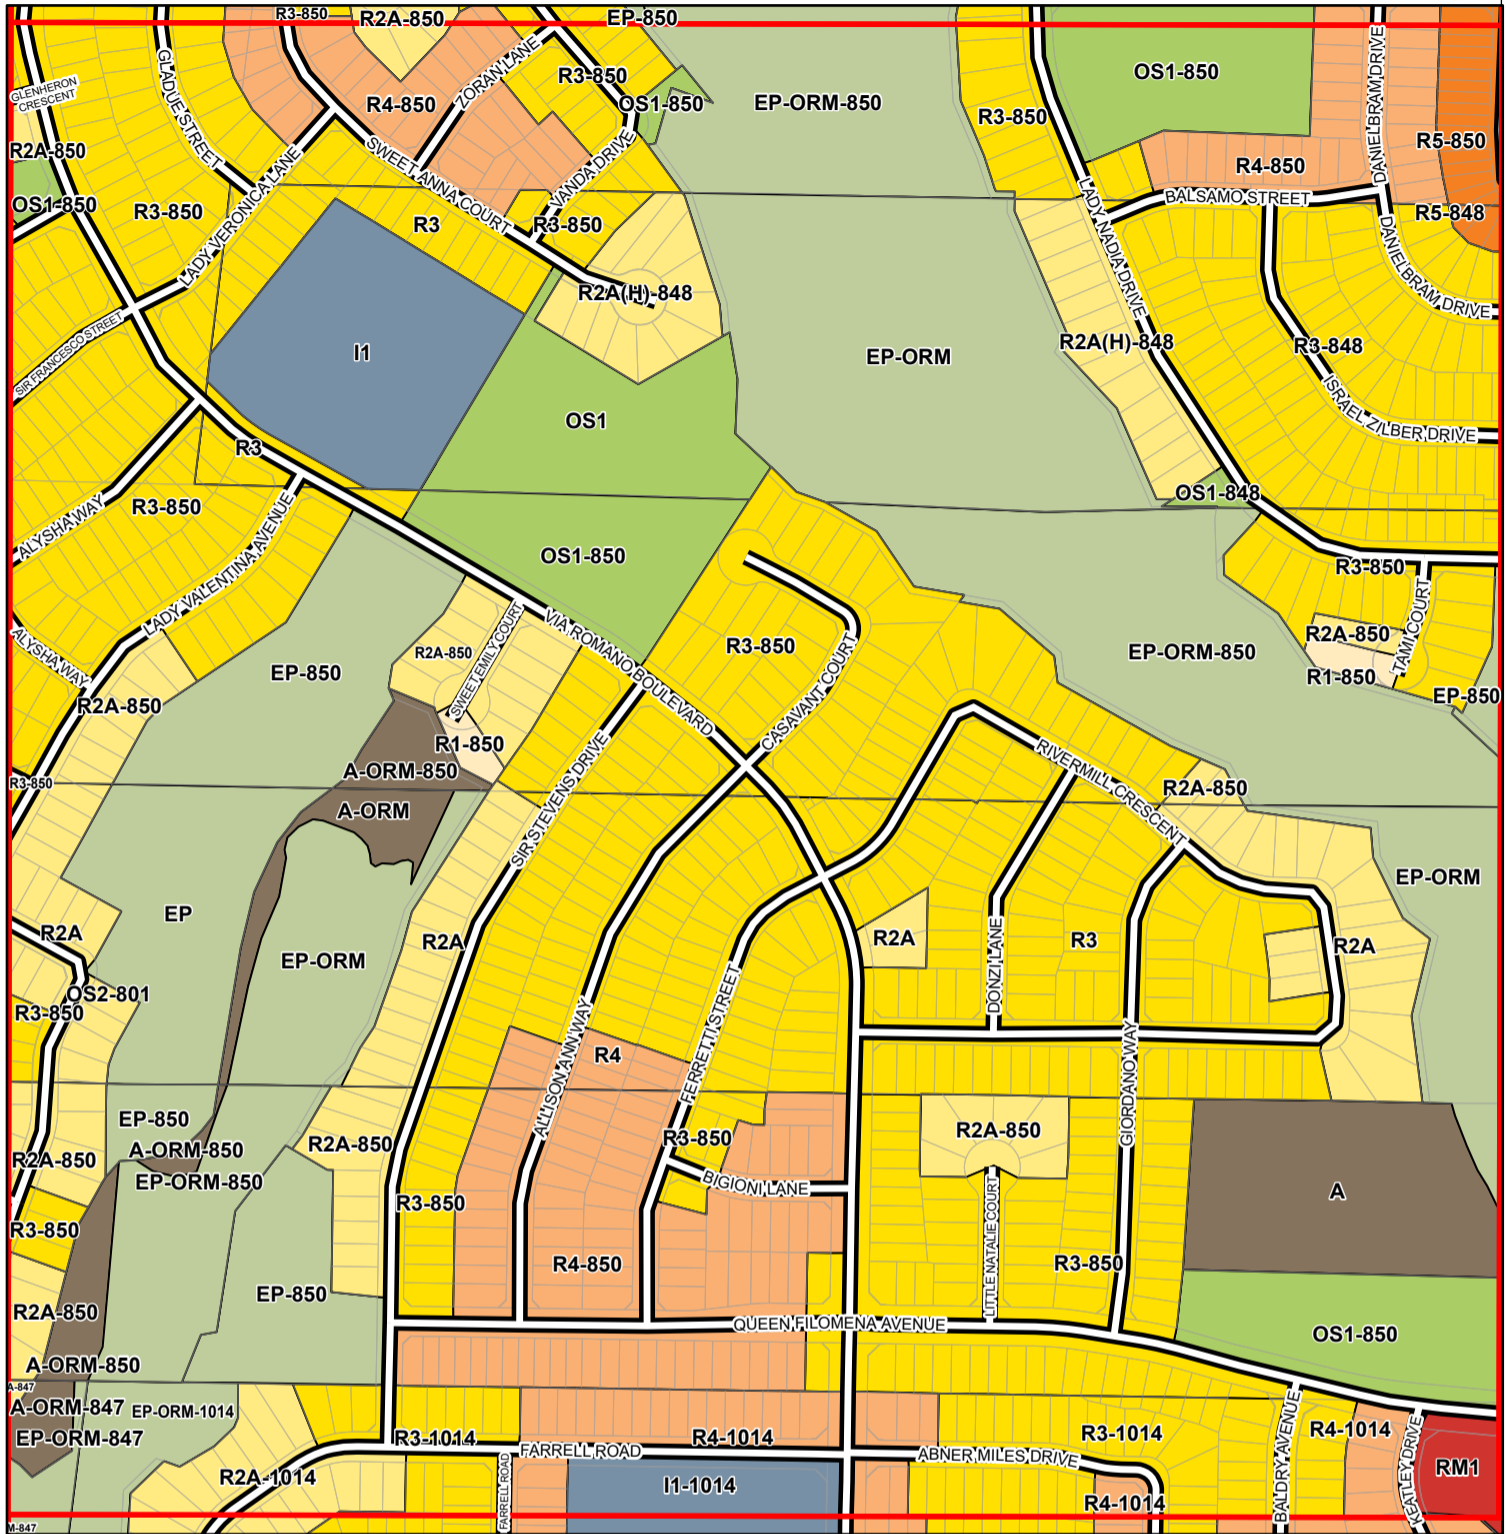 R3-850
R2A-850
EP-850
GLADUE STREET
ZORAN LANE
R3-850
GLENHERON
CRESCENT
R4-850
OS1-850
EP-ORM-850
R3-850
OS1-850
DANIEL BRAM DRIVE
R5-850
R4-850
R2A-850
SWEET ANNA COURT
VANDA DRIVE
LADY VERONICA LANE
OS1-850
R3-850
R3
R3-850
LADY NADIA DRIVE
BALSAMO STREET
R5-848
DANIEL BRAM DRIVE
R2A(H)-848
SIR FRANCESCO STREET
I1
EP-ORM
R2A(H)-848
R3-848
ISRAEL ZILBER DRIVE
OS1
R3
OS1-848
R3-850
ALYSHA WAY
LADY VALENTINA AVENUE
OS1-850
R3-850
TAMI COURT
ALYSHA WAY
R2A-850
SWEET EMILY COURT
VIA ROMANO BOULEVARD
R3-850
CASAVANT COURT
EP-ORM-850
R2A-850
R1-850
EP-850
EP-850
R2A-850
R1-850
A-ORM-850
SIR STEVENS DRIVE
RIVERMILL CRESCENT
R2A-850
R3-850
A-ORM
EP
EP-ORM
R2A
R2A
EP-ORM
R2A
R3
R2A
DONZI LANE
OS2-801
R3-850
FERRETTI STREET
ALLISON ANN WAY
R4
GIORDANO WAY
EP-850
A-ORM-850
EP-ORM-850
R2A-850
R2A-850
R3-850
R2A-850
BIGIONI LANE
LITTLE NATALIE COURT
A
R3-850
R3-850
R4-850
R3-850
EP-850
R2A-850
QUEEN FILOMENA AVENUE
OS1-850
A-ORM-850
A-847
A-ORM-847
EP-ORM-1014
EP-ORM-847
R3-1014
R4-1014
R3-1014
R4-1014
FARRELL ROAD
ABNER MILES DRIVE
BALDRY AVENUE
KEATLEY DRIVE
RM1
R2A-1014
FARRELL ROAD
I1-1014
R4-1014
M-847